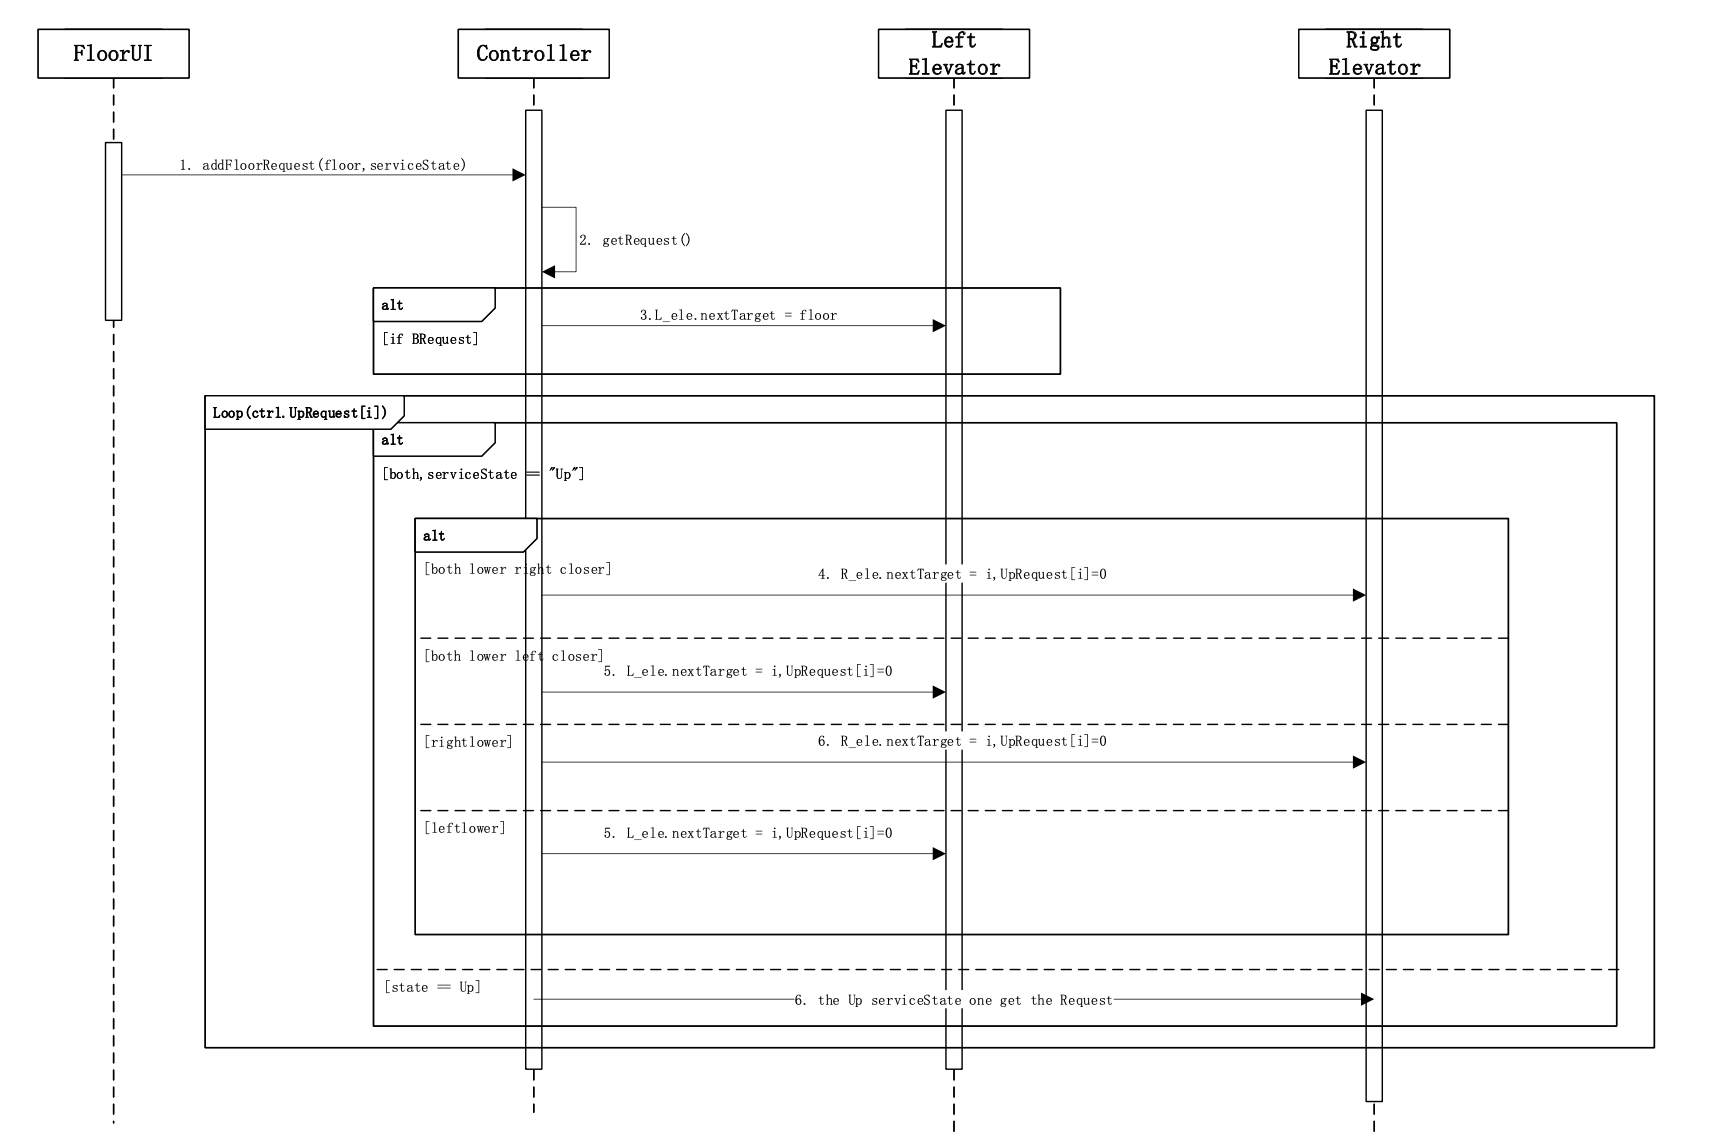 FloorUI
Controller
Left
Elevator
Right
Elevator
1. addFloorRequest(floor,serviceState)
2. getRequest()
alt
3.L_ele.nextTarget = floor
[if BRequest]
Loop(ctrl.UpRequest[i])
alt
[both,serviceState == "Up"]
alt
[both lower right closer]
4. R_ele.nextTarget = i,UpRequest[i]=0
[both lower left closer]
5. L_ele.nextTarget = i,UpRequest[i]=0
[rightlower]
6. R_ele.nextTarget = i,UpRequest[i]=0
[leftlower]
5. L_ele.nextTarget = i,UpRequest[i]=0
[state == Up]
6. the Up serviceState one get the Request